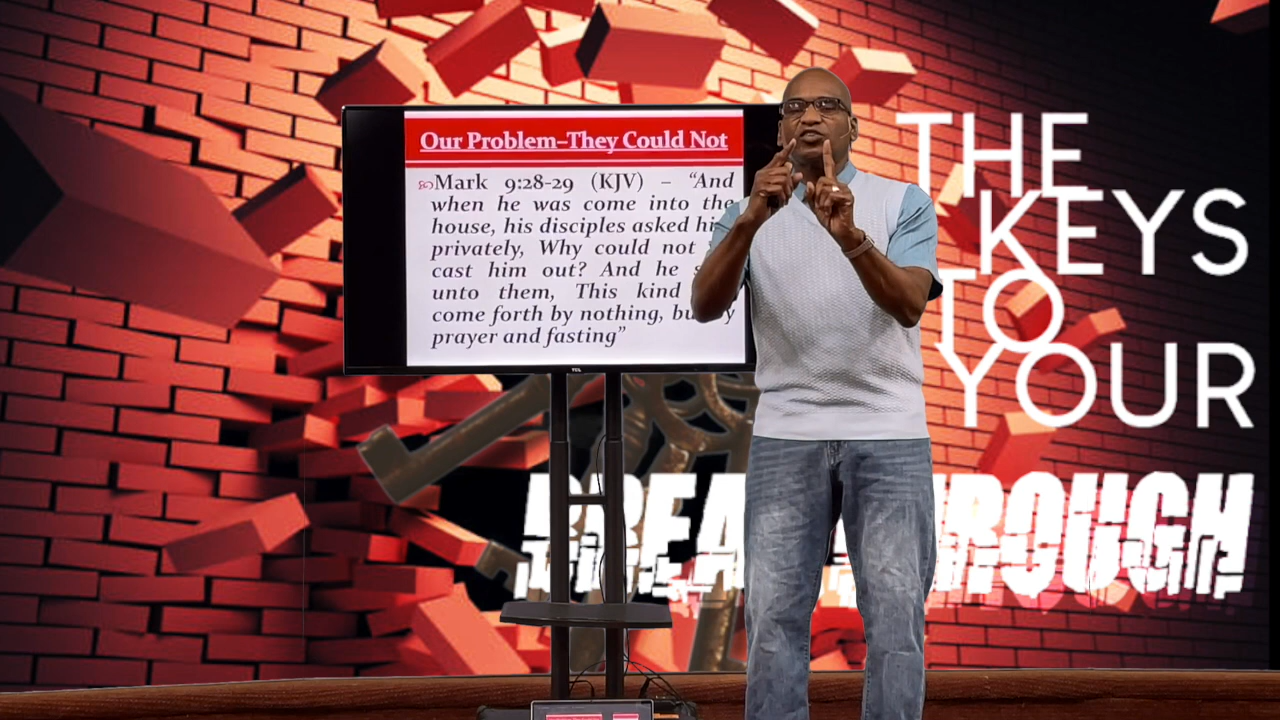 Our Problem–They Could Not
Mark 9:28-29 (KJV) – “And
when he was come into the
house, his disciples asked
privately, Why could not
cast him out? And he
unto them, This kind
come forth by nothing,
prayer and fasting”
TCL
THE
KEYS
TO
YOUR